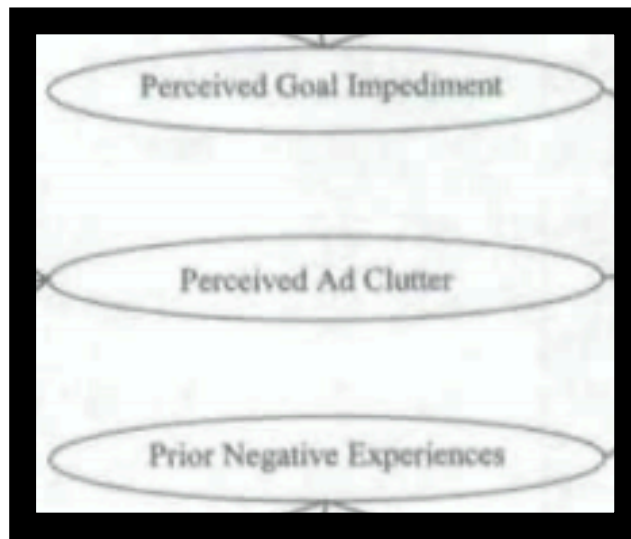 Perceived Goal Impediment
Perceived Ad Clutter
Prior Negative Experiences